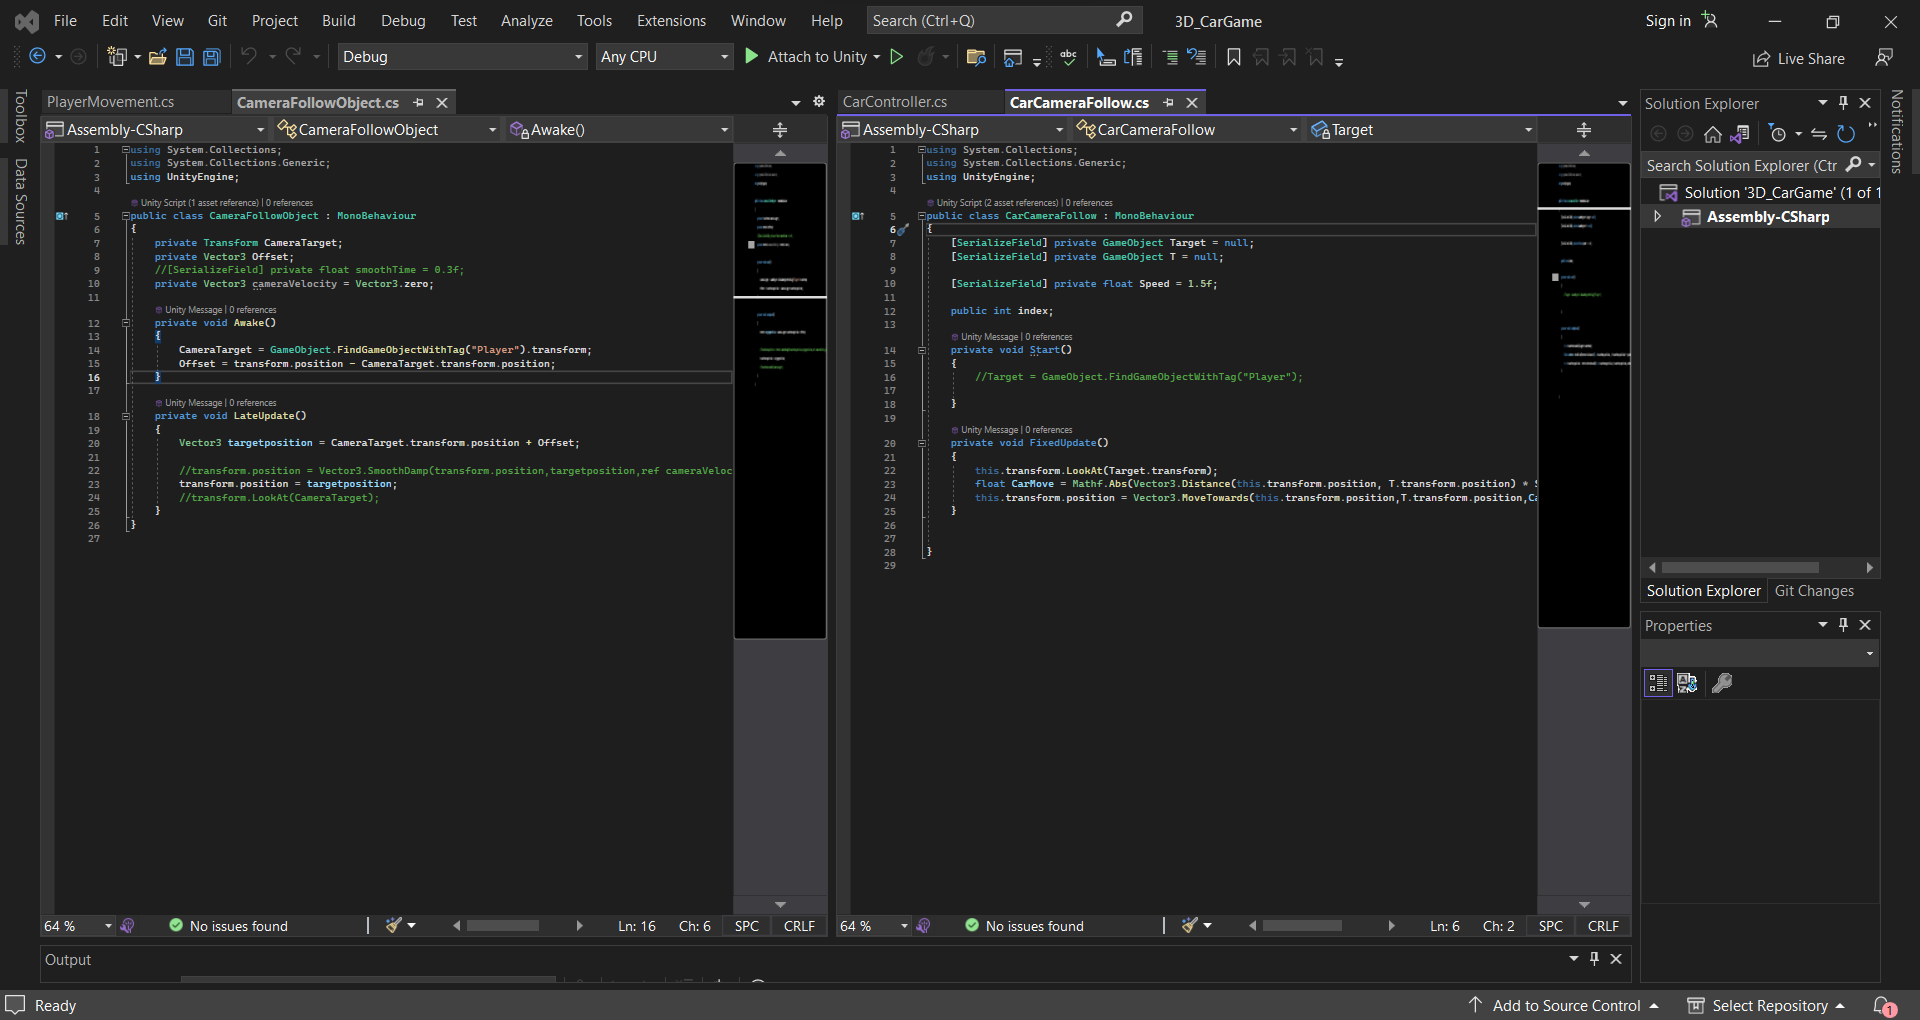 File Edit View Git Project Build Debug Test Analyze Tools Extensions Window Help Search (Ctrl+Q) 3D_CarGame Sign in
Debug Any CPU Attach to Unity Live Share
Toolbox
Data Sources
PlayerMovement.cs CameraFollowObject.cs
Assembly-CSharp CameraFollowObject Awake()
1 using System.Collections;
2 using System.Collections.Generic;
3 using UnityEngine;
4
Unity Script (1 asset reference) | 0 references
5 public class CameraFollowObject : MonoBehaviour
6 {
7 private Transform CameraTarget;
8 private Vector3 Offset;
9 //[SerializeField] private float smoothTime = 0.3f;
10 private Vector3 cameraVelocity = Vector3.zero;
11
Unity Message | 0 references
12 private void Awake()
13 {
14 CameraTarget = GameObject.FindGameObjectWithTag("Player").transform;
15 Offset = transform.position - CameraTarget.transform.position;
16 }
17
Unity Message | 0 references
18 private void LateUpdate()
19 {
20 Vector3 targetposition = CameraTarget.transform.position + Offset;
21
22 //transform.position = Vector3.SmoothDamp(transform.position,targetposition,ref cameraVeloc
23 transform.position = targetposition;
24 //transform.LookAt(CameraTarget);
25 }
26 }
27
64 % No issues found Ln: 16 Ch: 6 SPC CRLF
CarController.cs CarCameraFollow.cs
Assembly-CSharp CarCameraFollow Target
1 using System.Collections;
2 using System.Collections.Generic;
3 using UnityEngine;
4
Unity Script (2 asset references) | 0 references
5 public class CarCameraFollow : MonoBehaviour
6 {
7 [SerializeField] private GameObject Target = null;
8 [SerializeField] private GameObject T = null;
9
10 [SerializeField] private float Speed = 1.5f;
11
12 public int index;
13
Unity Message | 0 references
14 private void Start()
15 {
16 //Target = GameObject.FindGameObjectWithTag("Player");
17
18 }
19
Unity Message | 0 references
20 private void FixedUpdate()
21 {
22 this.transform.LookAt(Target.transform);
23 float CarMove = Mathf.Abs(Vector3.Distance(this.transform.position, T.transform.position) * S
24 this.transform.position = Vector3.MoveTowards(this.transform.position,T.transform.position,Ca
25 }
26
27
28 }
29
64 % No issues found Ln: 6 Ch: 2 SPC CRLF
Solution Explorer
Search Solution Explorer (Ctr
Solution '3D_CarGame' (1 of 1
Assembly-CSharp
Solution Explorer Git Changes
Properties
Notifications
Output
Ready Add to Source Control Select Repository 1